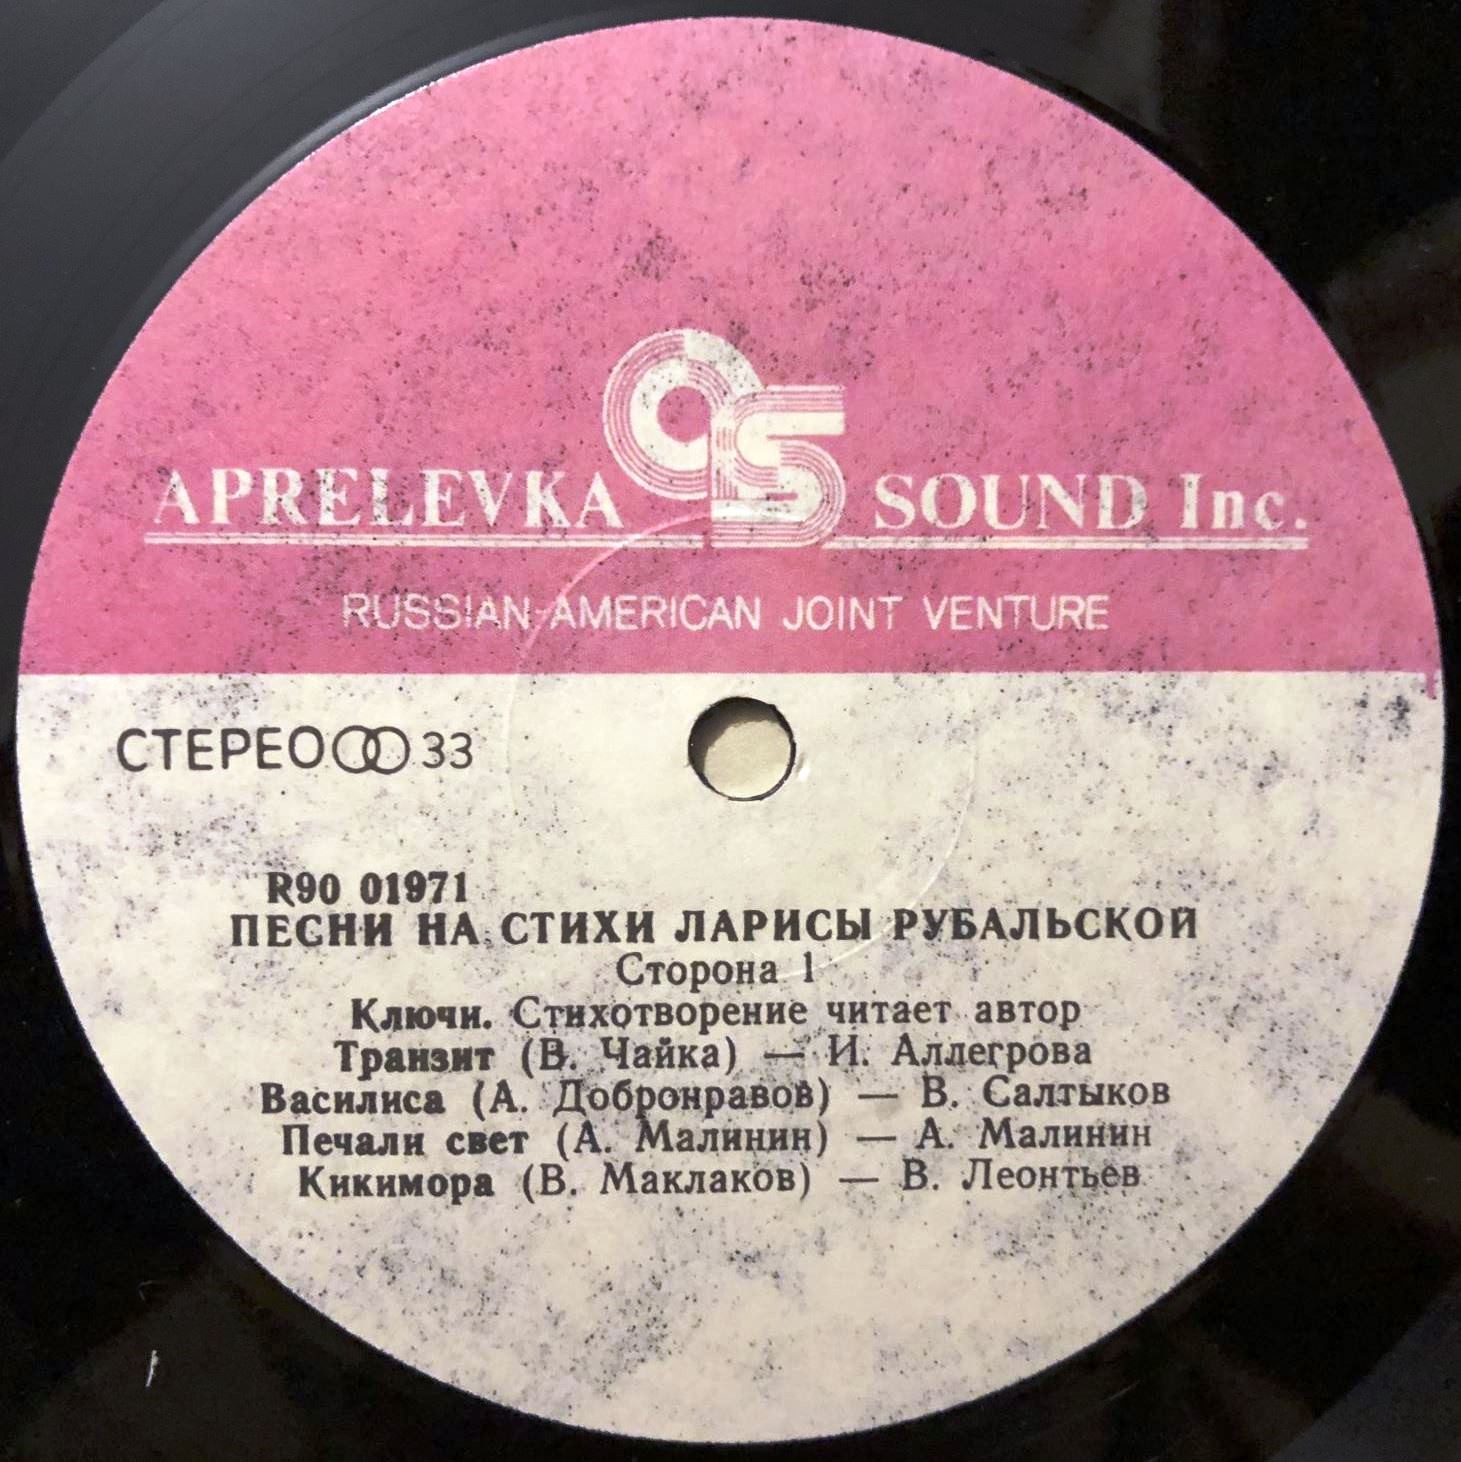 APRELEVKA AS SOUND Inc.
RUSSIAN-AMERICAN JOINT VENTURE
СТЕРЕО 33
R90 01971
ПЕСНИ НА СТИХИ ЛАРИСЫ РУБАЛЬСКОЙ
Сторона 1
Ключи. Стихотворение читает автор
Транзит (В. Чайка) — И. Аллегрова
Василиса (А. Добронравов) — В. Салтыков
Печали свет (А. Малинин) — А. Малинин
Кикимора (В. Маклаков) — В. Леонтьев